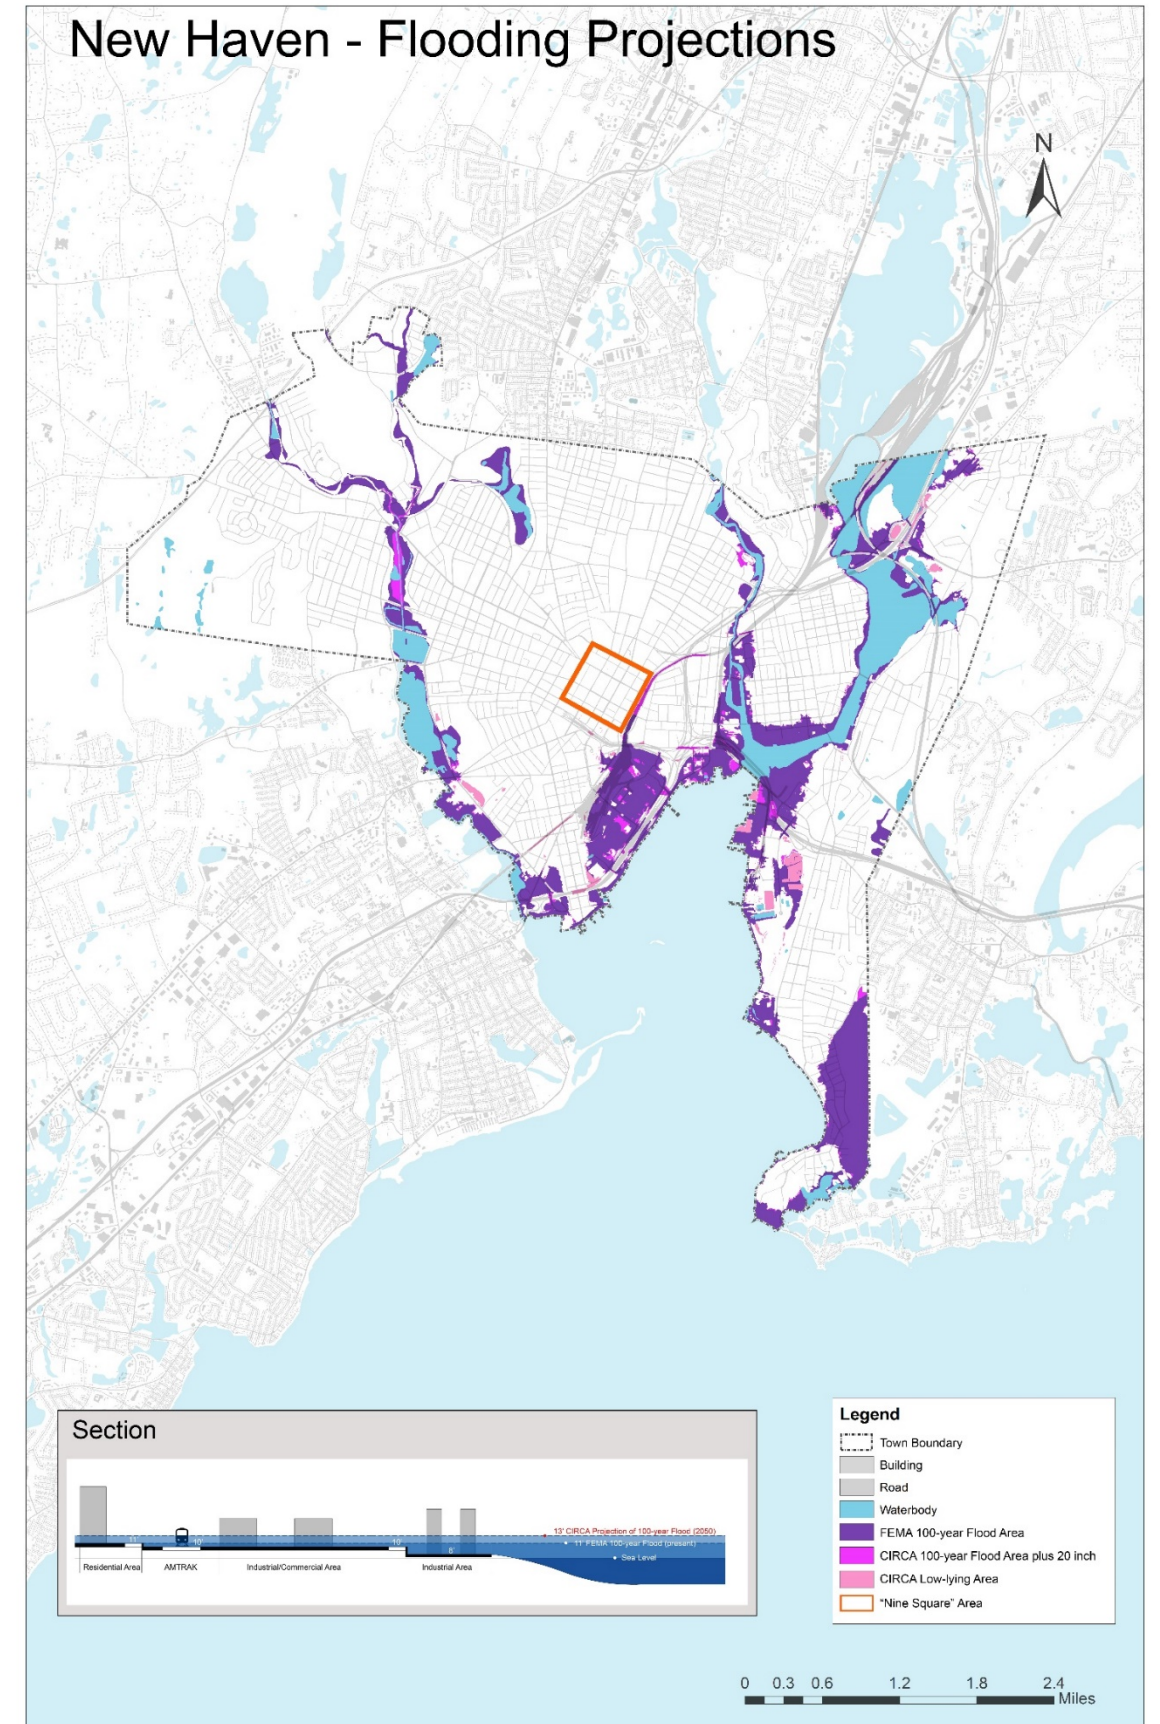 New Haven - Flooding Projections
N
Section
13' CIRCA Projection of 100-year Flood (2050)
11' FEMA 100-year Flood (present)
Sea Level
11'
10'
10'
8'
Residential Area
AMTRAK
Industrial/Commercial Area
Industrial Area
Legend
Town Boundary
Building
Road
Waterbody
FEMA 100-year Flood Area
CIRCA 100-year Flood Area plus 20 inch
CIRCA Low-lying Area
"Nine Square" Area
0 0.3 0.6 1.2 1.8 2.4
Miles